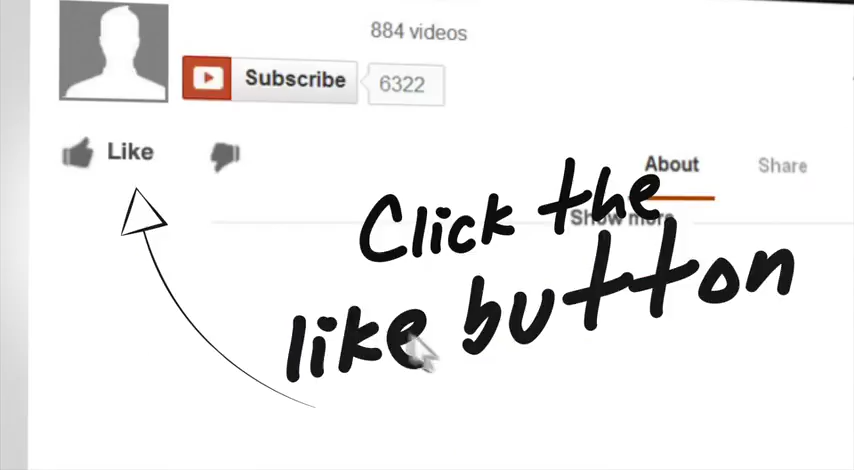 884 videos
Subscribe 6322
Like
About Share
Show more
Click the
like button